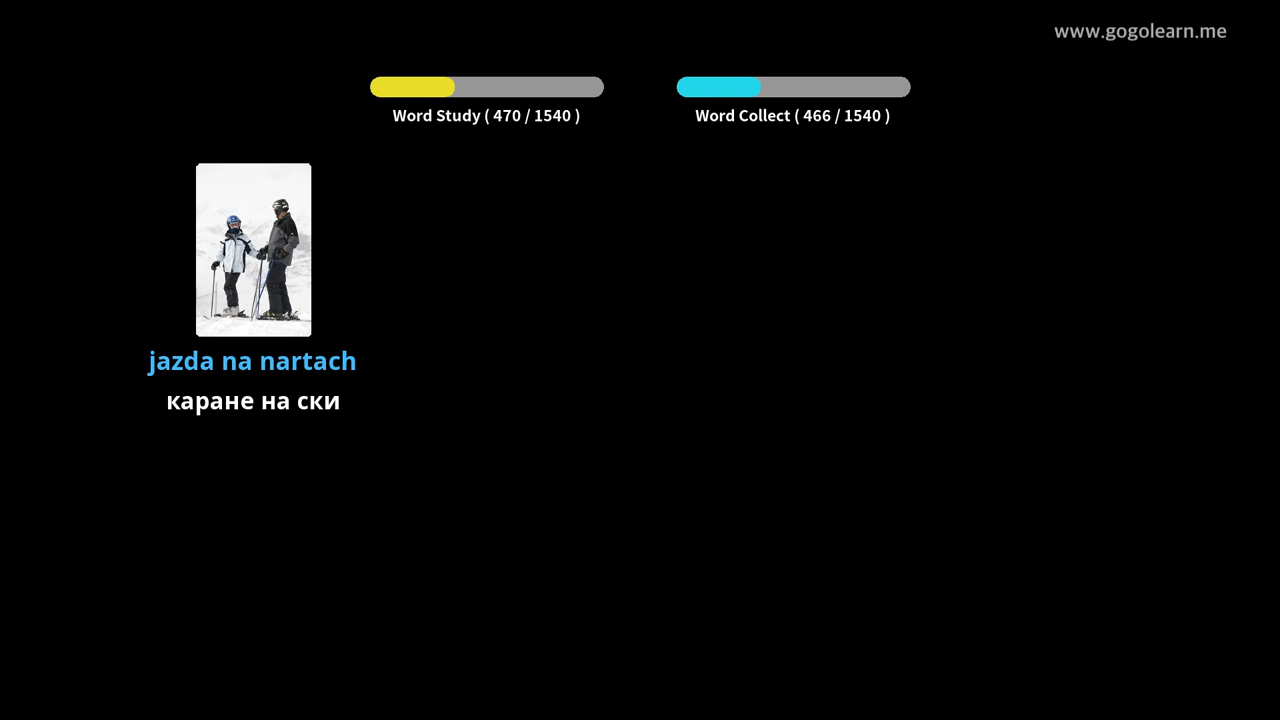 www.gogolearn.me
Word Study ( 470 / 1540 )
Word Collect ( 466 / 1540 )
jazda na nartach
каране на ски